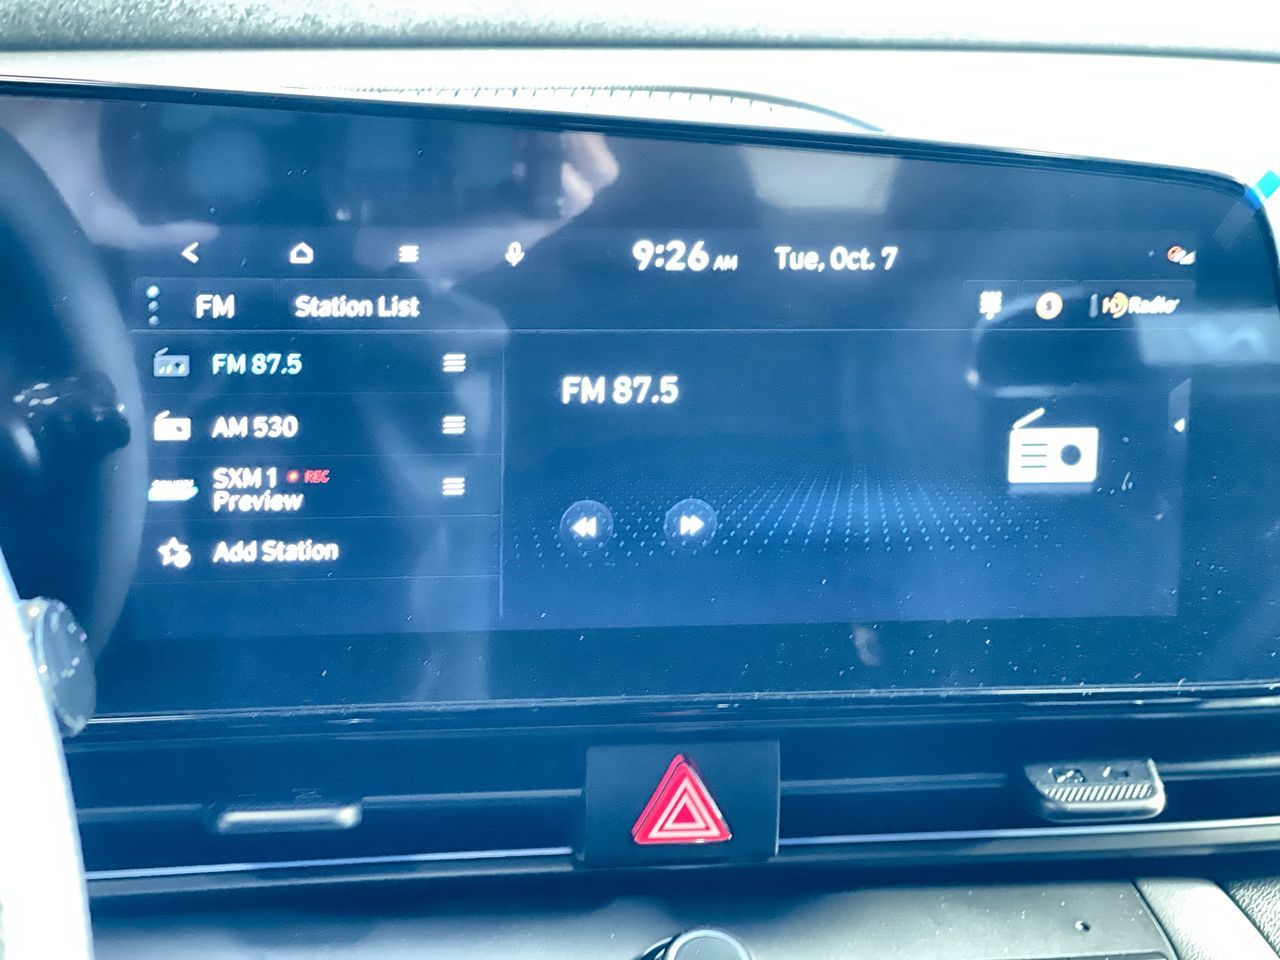 9:26 AM Tue, Oct. 7
FM Station List
HD Radio
FM 87.5
AM 530
SXM 1 REC
Preview
Add Station
FM 87.5